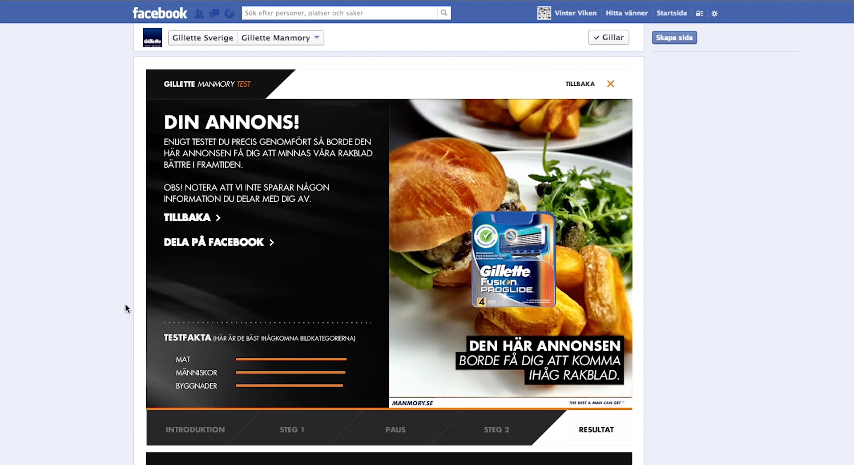 facebook
Sök efter personer, platser och saker
Vinter Viken
Hitta vänner
Startsida
Gillette Sverige
Gillette Manmory
Gillar
Skapa sida
GILLETTE MANMORY TEST
TILLBAKA
DIN ANNONS!
ENLIGT TESTET DU PRECIS GENOMFÖRT SÅ BORDE DEN
HÄR ANNONSEN FÅ DIG ATT MINNAS VÅRA RAKBLAD
BÄTTRE I FRAMTIDEN.
OBS! NOTERA ATT VI INTE SPARAR NÅGON
INFORMATION DU DELAR MED DIG AV.
TILLBAKA
DELA PÅ FACEBOOK
TESTFAKTA (HÄR ÄR DE BÄST IHÅGKOMNA BILDKATEGORIERNA)
MAT
MÄNNISKOR
BYGGNADER
Gillette
FUSION
PROGLIDE
4
DEN HÄR ANNONSEN
BORDE FÅ DIG ATT KOMMA
IHÅG RAKBLAD.
MANMORY.SE
THE BEST A MAN CAN GET™
INTRODUKTION
STEG 1
PAUS
STEG 2
RESULTAT